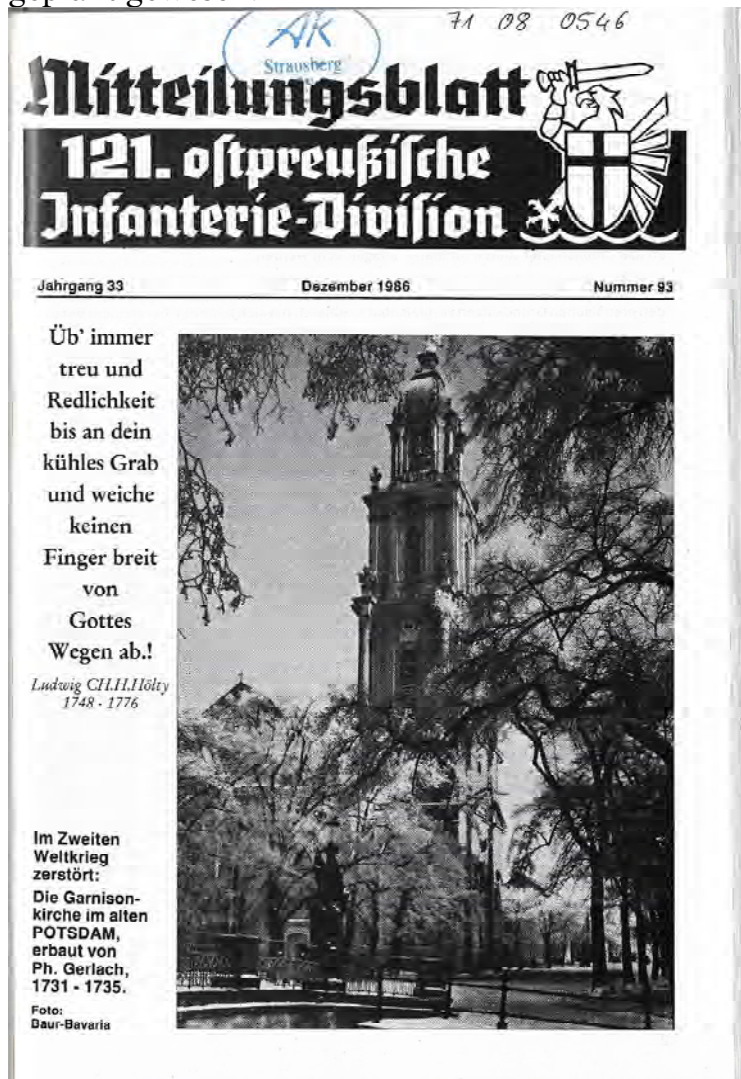 71 08 0546
AK
Strausberg
Mitteilungsblatt
121. ostpreußische
Infanterie-Division
Jahrgang 33
Dezember 1986
Nummer 93
Üb' immer
treu und
Redlichkeit
bis an dein
kühles Grab
und weiche
keinen
Finger breit
von
Gottes
Wegen ab.!
Ludwig CH.H.Hölty
1748 - 1776
Im Zweiten
Weltkrieg
zerstört:
Die Garnison-
kirche im alten
POTSDAM,
erbaut von
Ph. Gerlach,
1731 - 1735.
Foto:
Daur-Bavaria